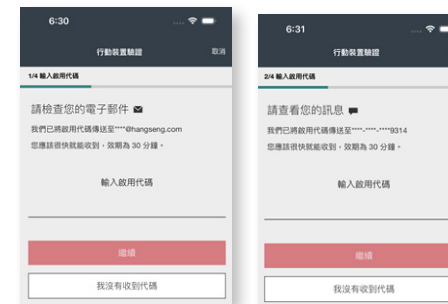 6:30
行動裝置驗證
取消
1/4 輸入啟用代碼
請檢查您的電子郵件
我們已將啟用代碼傳送至****@hangseng.com
您應該很快就能收到，效期為 30 分鐘。
輸入啟用代碼
繼續
我沒有收到代碼
6:31
行動裝置驗證
2/4 輸入啟用代碼
請查看您的訊息
我們已將啟用代碼傳送至****-****-****9314
您應該很快就能收到，效期為 30 分鐘。
輸入啟用代碼
繼續
我沒有收到代碼